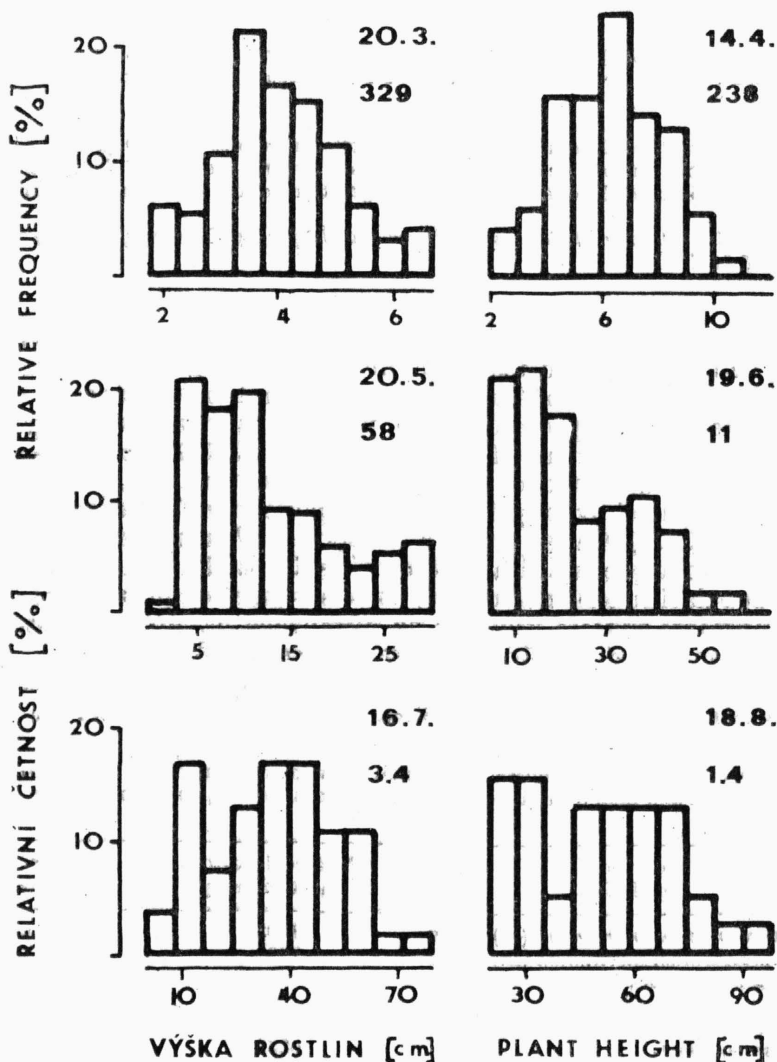 RELATIVE FREQUENCY [%]
RELATIVNÍ ČETNOST [%]
20
10
20.3.
329
2 4 6
14.4.
238
2 6 10
20
10
20.5.
58
5 15 25
19.6.
11
10 30 50
20
10
16.7.
3.4
10 40 70
18.8.
1.4
30 60 90
VÝŠKA ROSTLIN [cm]
PLANT HEIGHT [cm]